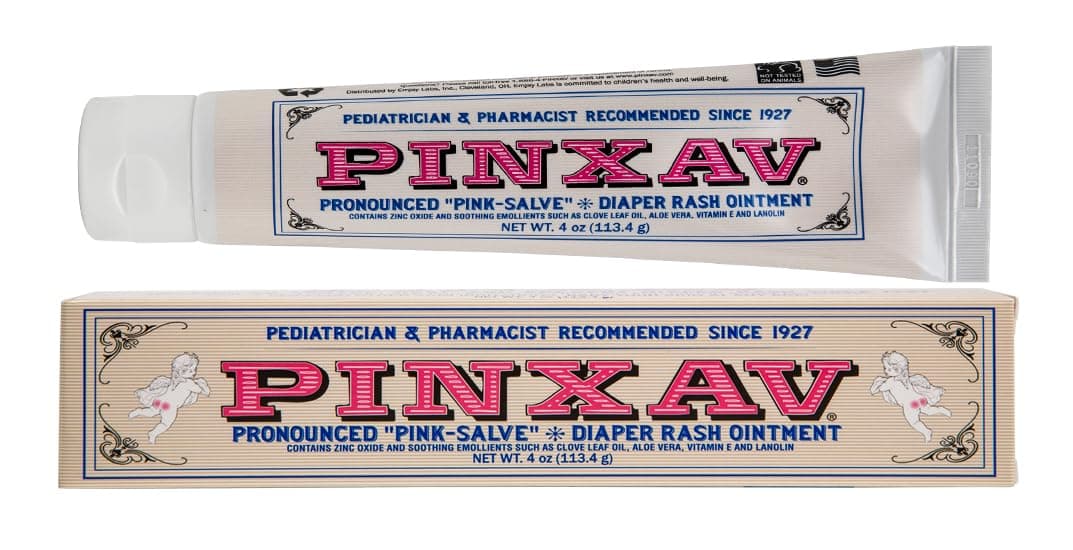 Distributed by Empay Labs, Inc., Cleveland, OH. Empay Labs is committed to children's health and well-being.
NOT TESTED
ON ANIMALS
PEDIATRICIAN & PHARMACIST RECOMMENDED SINCE 1927
PINXAV®
PRONOUNCED "PINK-SALVE" * DIAPER RASH OINTMENT
CONTAINS ZINC OXIDE AND SOOTHING EMOLLIENTS SUCH AS CLOVE LEAF OIL, ALOE VERA, VITAMIN E AND LANOLIN
NET WT. 4 oz (113.4 g)
PEDIATRICIAN & PHARMACIST RECOMMENDED SINCE 1927
PINXAV®
PRONOUNCED "PINK-SALVE" * DIAPER RASH OINTMENT
CONTAINS ZINC OXIDE AND SOOTHING EMOLLIENTS SUCH AS CLOVE LEAF OIL, ALOE VERA, VITAMIN E AND LANOLIN
NET WT. 4 oz (113.4 g)